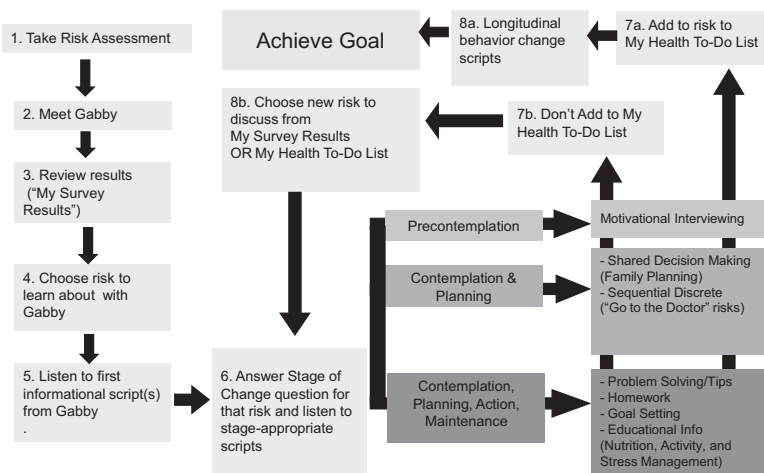 1. Take Risk Assessment
2. Meet Gabby
3. Review results
("My Survey
Results")
4. Choose risk to
learn about with
Gabby
5. Listen to first
informational script(s)
from Gabby
.
6. Answer Stage of
Change question for
that risk and listen to
stage-appropriate
scripts
Precontemplation
Contemplation &
Planning
Contemplation,
Planning, Action,
Maintenance
Motivational Interviewing
- Shared Decision Making
(Family Planning)
- Sequential Discrete
("Go to the Doctor" risks)
- Problem Solving/Tips
- Homework
- Goal Setting
- Educational Info
(Nutrition, Activity, and
Stress Management)
7a. Add to risk to
My Health To-Do List
7b. Don't Add to My
Health To-Do List
8a. Longitudinal
behavior change
scripts
8b. Choose new risk to
discuss from
My Survey Results
OR My Health To-Do List
Achieve Goal